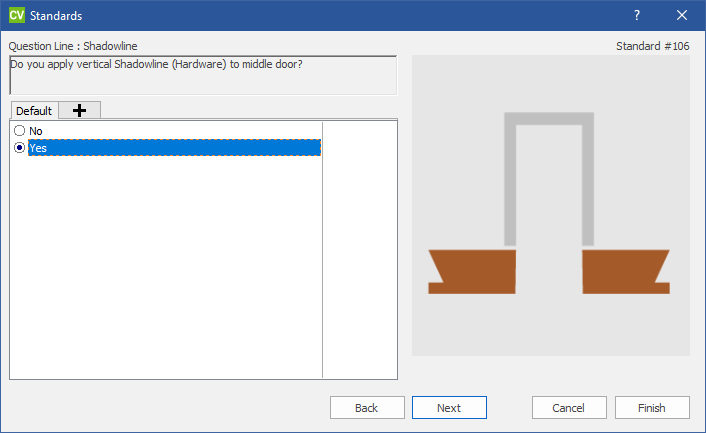 CV Standards ?
Question Line : Shadowline
Standard #106
Do you apply vertical Shadowline (Hardware) to middle door?
Default
No
Yes
Back Next Cancel Finish